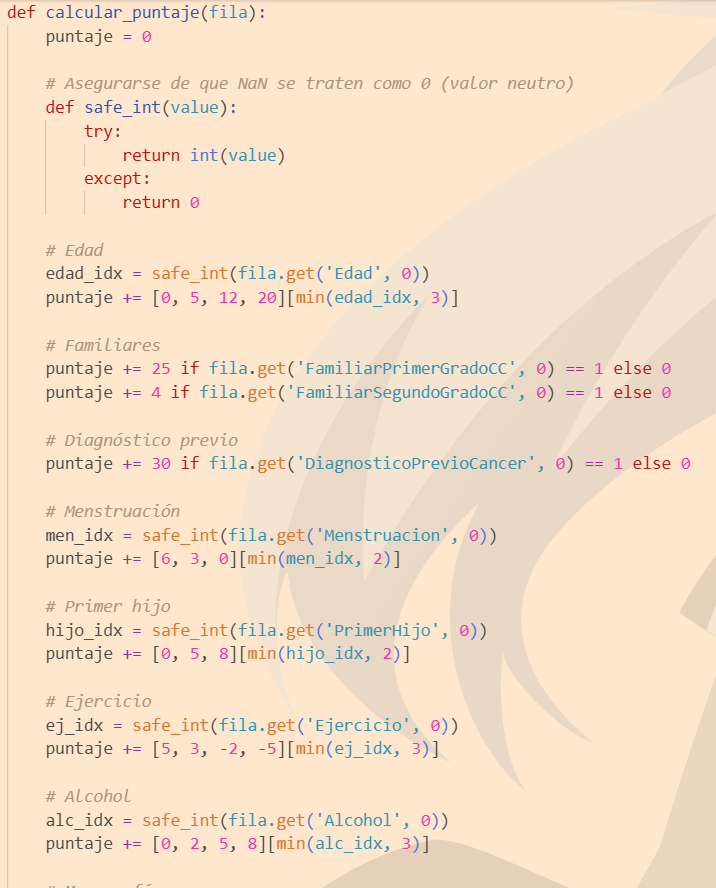 def calcular_puntaje(fila):
    puntaje = 0

    # Asegurarse de que NaN se traten como 0 (valor neutro)
    def safe_int(value):
        try:
            return int(value)
        except:
            return 0

    # Edad
    edad_idx = safe_int(fila.get('Edad', 0))
    puntaje += [0, 5, 12, 20][min(edad_idx, 3)]

    # Familiares
    puntaje += 25 if fila.get('FamiliarPrimerGradoCC', 0) == 1 else 0
    puntaje += 4 if fila.get('FamiliarSegundoGradoCC', 0) == 1 else 0

    # Diagnóstico previo
    puntaje += 30 if fila.get('DiagnosticoPrevioCancer', 0) == 1 else 0

    # Menstruación
    men_idx = safe_int(fila.get('Menstruacion', 0))
    puntaje += [6, 3, 0][min(men_idx, 2)]

    # Primer hijo
    hijo_idx = safe_int(fila.get('PrimerHijo', 0))
    puntaje += [0, 5, 8][min(hijo_idx, 2)]

    # Ejercicio
    ej_idx = safe_int(fila.get('Ejercicio', 0))
    puntaje += [5, 3, -2, -5][min(ej_idx, 3)]

    # Alcohol
    alc_idx = safe_int(fila.get('Alcohol', 0))
    puntaje += [0, 2, 5, 8][min(alc_idx, 3)]